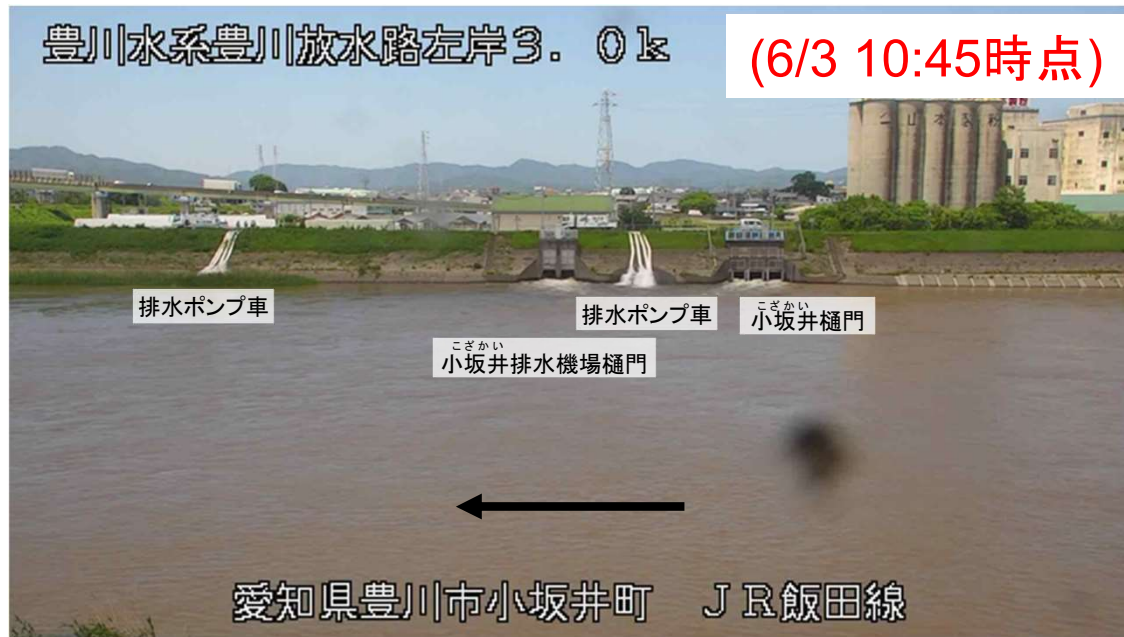 豊川水系豊川放水路左岸3．0k
(6/3 10:45時点)
排水ポンプ車
排水ポンプ車
こざかい
小坂井樋門
こざかい
小坂井排水機場樋門
愛知県豊川市小坂井町　JR飯田線